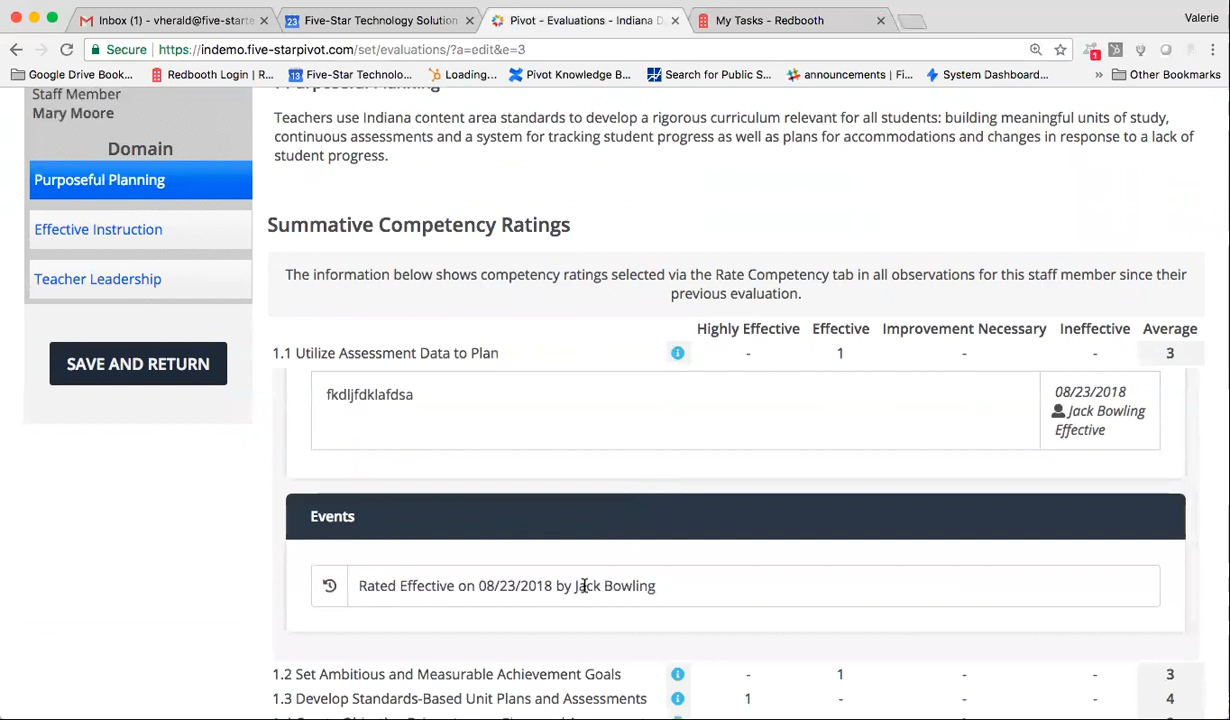 Inbox (1) - vherald@five-starte
Five-Star Technology Solution
Pivot - Evaluations - Indiana D
My Tasks - Redbooth
Valerie
Secure | https://indemo.five-starpivot.com/set/evaluations/?a=edit&e=3
Google Drive Book... Redbooth Login | R... Five-Star Technolo... Loading... Pivot Knowledge B... Search for Public S... announcements | Fi... System Dashboard... » Other Bookmarks
Staff Member
Mary Moore
Domain
Purposeful Planning
Effective Instruction
Teacher Leadership
SAVE AND RETURN
Teachers use Indiana content area standards to develop a rigorous curriculum relevant for all students: building meaningful units of study,
continuous assessments and a system for tracking student progress as well as plans for accommodations and changes in response to a lack of
student progress.
Summative Competency Ratings
The information below shows competency ratings selected via the Rate Competency tab in all observations for this staff member since their
previous evaluation.
Highly Effective Effective Improvement Necessary Ineffective Average
1.1 Utilize Assessment Data to Plan - 1 - - 3
fkdljfdklafdsa
08/23/2018
Jack Bowling
Effective
Events
Rated Effective on 08/23/2018 by Jack Bowling
1.2 Set Ambitious and Measurable Achievement Goals - 1 - - 3
1.3 Develop Standards-Based Unit Plans and Assessments 1 - - - 4